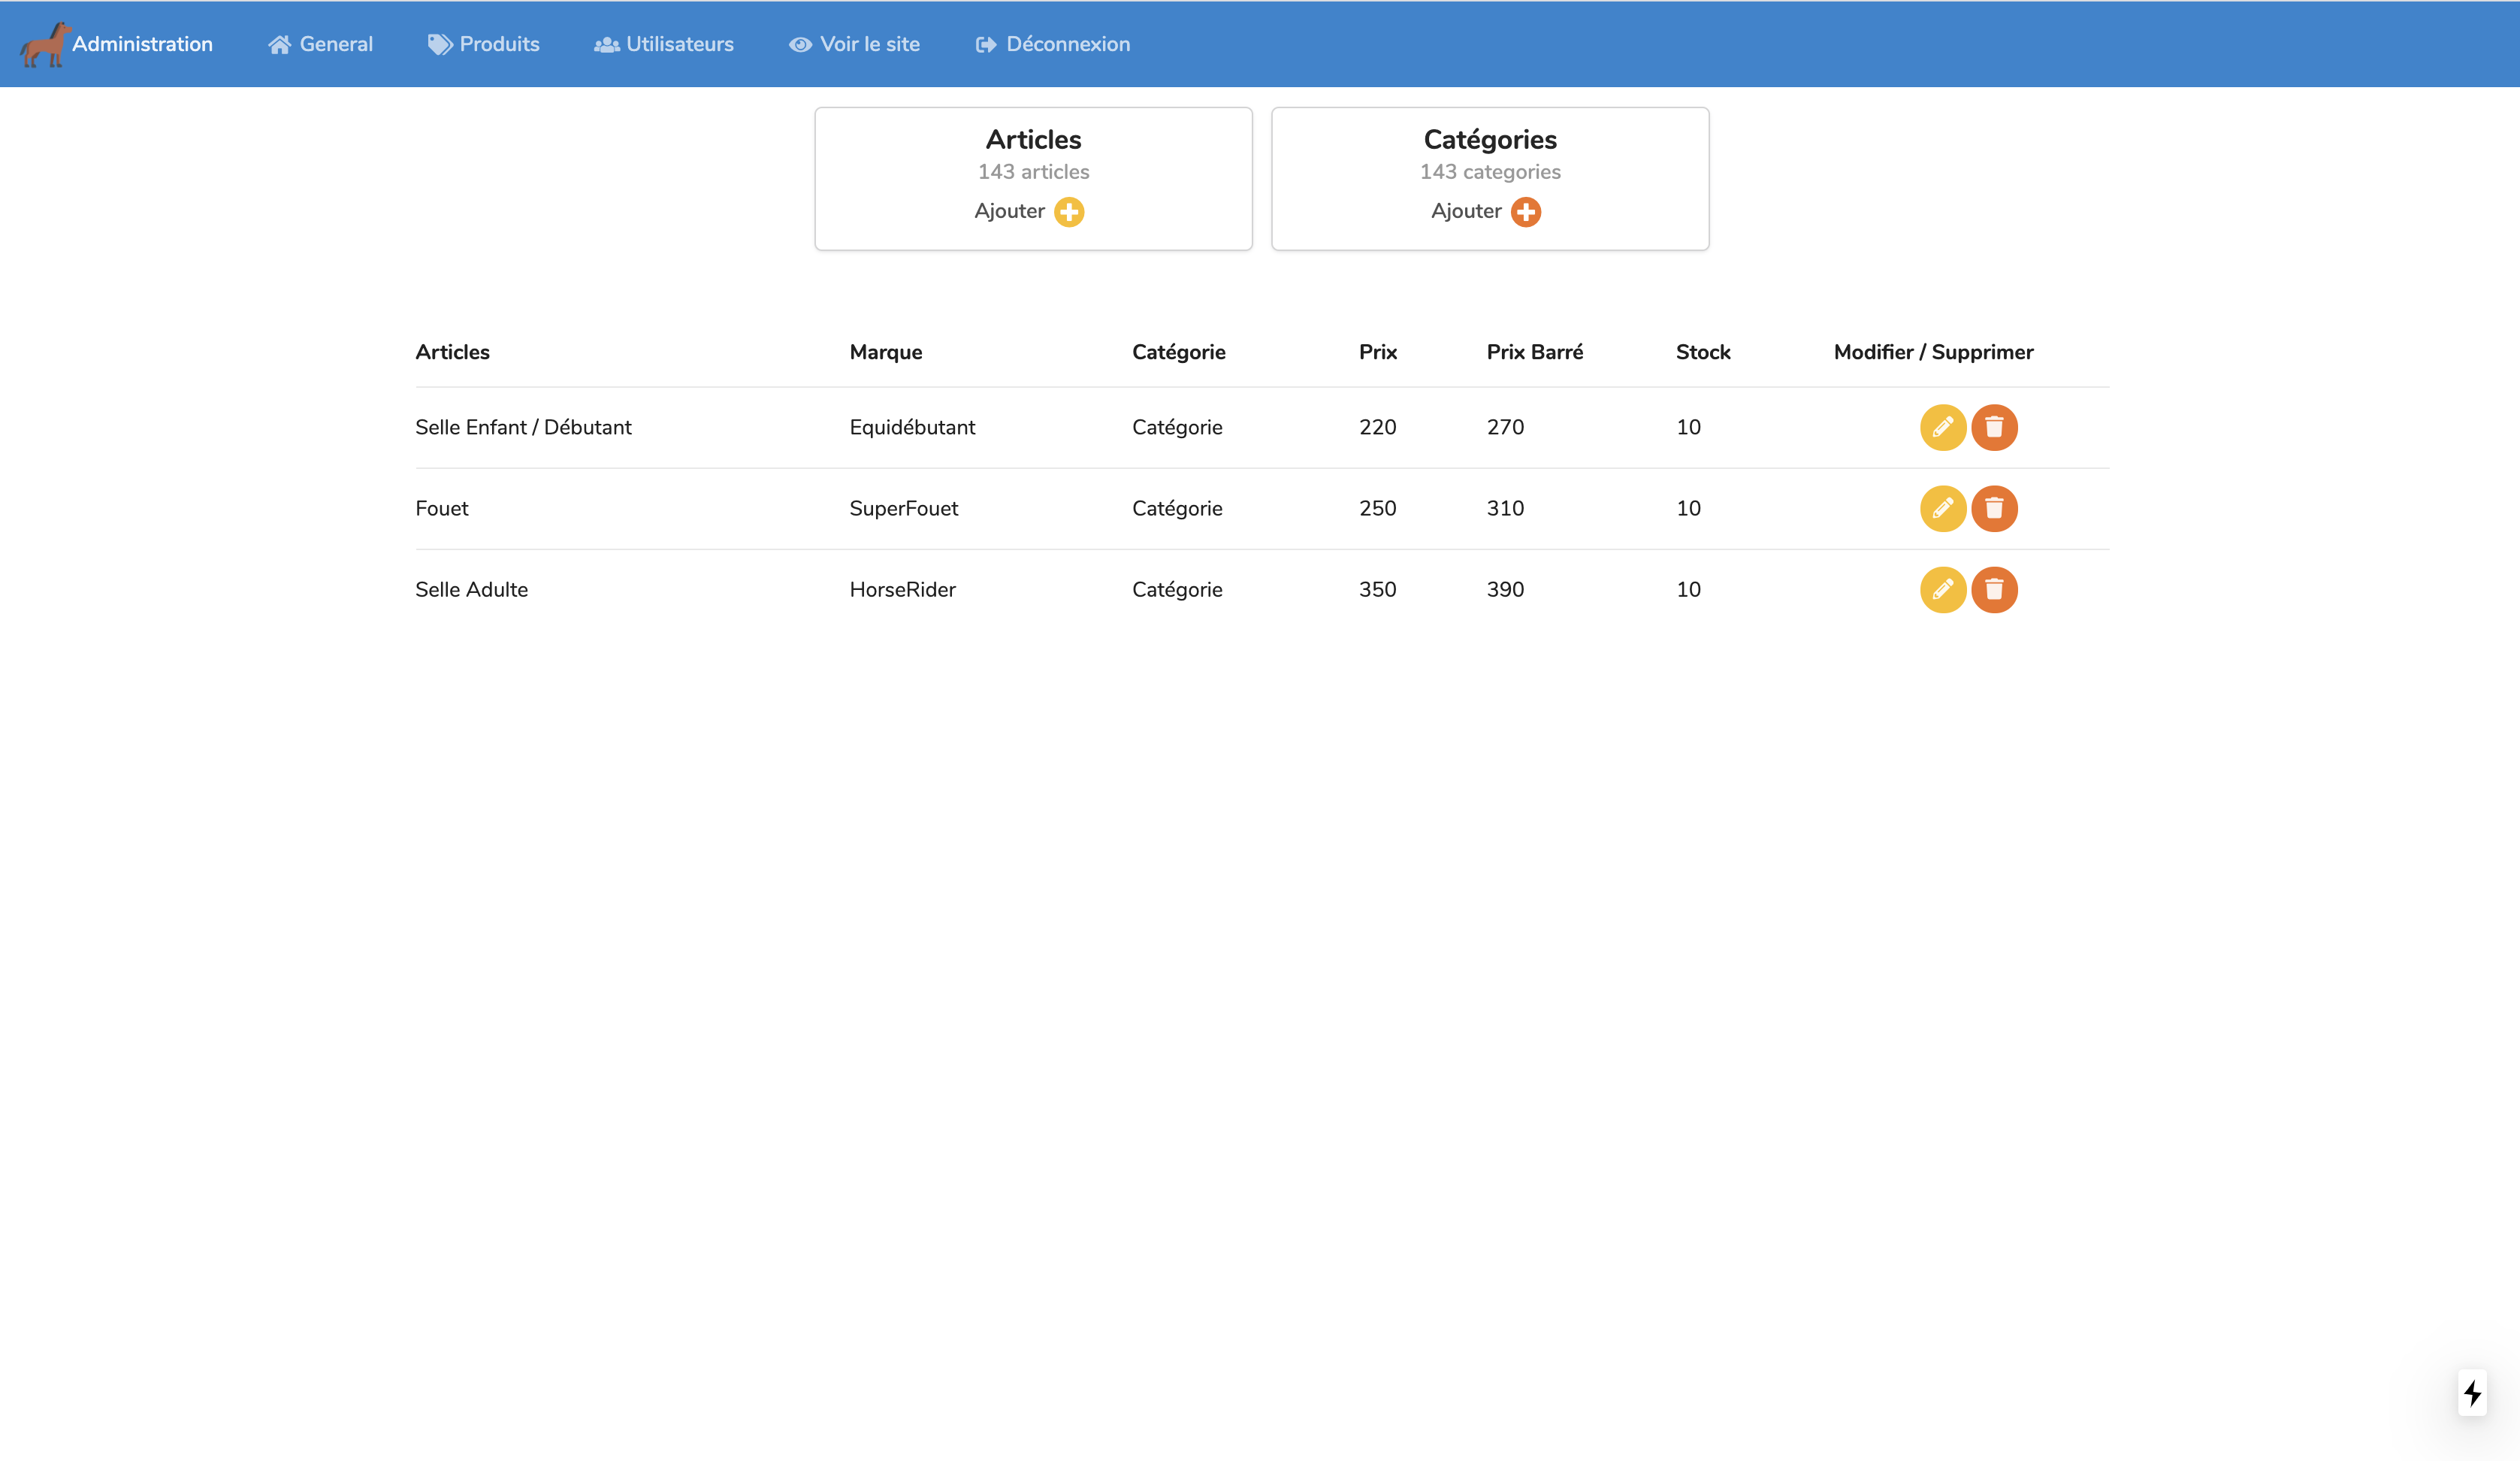 Administration General Produits Utilisateurs Voir le site Déconnexion
Articles Catégories
143 articles 143 categories
Ajouter Ajouter
Articles Marque Catégorie Prix Prix Barré Stock Modifier / Supprimer
Selle Enfant / Débutant Equidébutant Catégorie 220 270 10
Fouet SuperFouet Catégorie 250 310 10
Selle Adulte HorseRider Catégorie 350 390 10